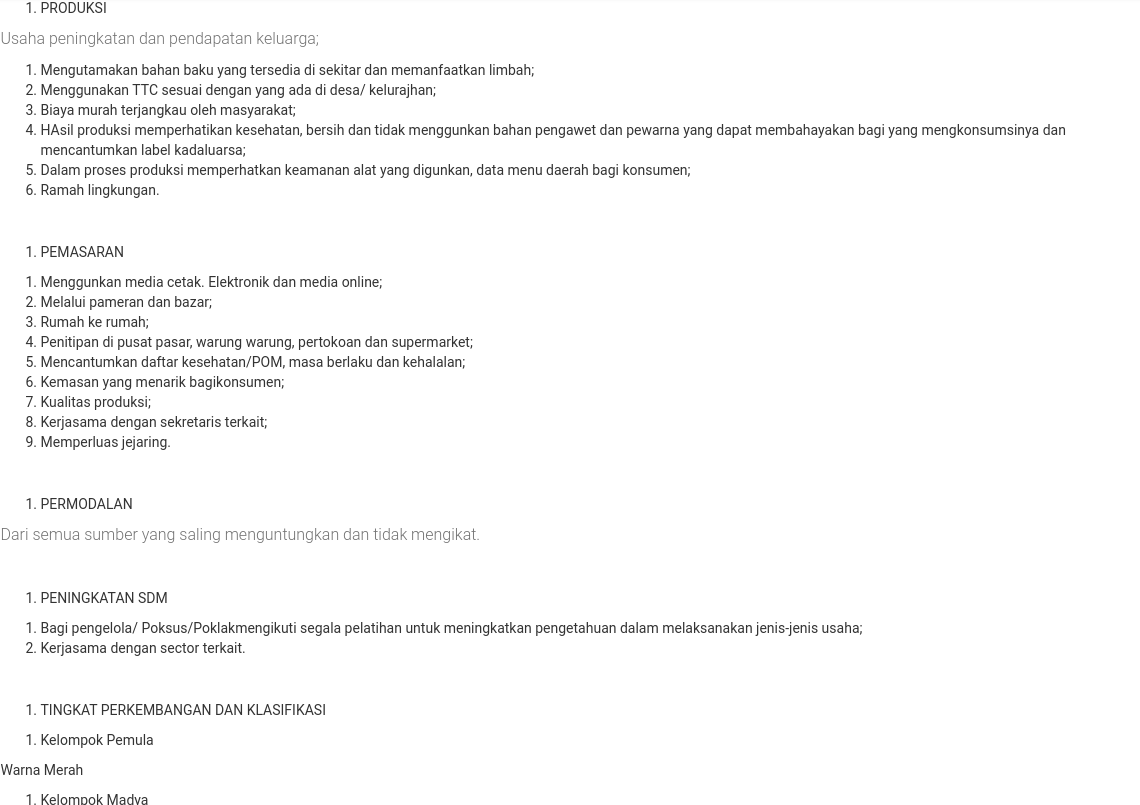 1. PRODUKSI
Usaha peningkatan dan pendapatan keluarga;
1. Mengutamakan bahan baku yang tersedia di sekitar dan memanfaatkan limbah;
2. Menggunakan TTC sesuai dengan yang ada di desa/ kelurajhan;
3. Biaya murah terjangkau oleh masyarakat;
4. HAsil produksi memperhatikan kesehatan, bersih dan tidak menggunkan bahan pengawet dan pewarna yang dapat membahayakan bagi yang mengkonsumsinya dan
mencantumkan label kadaluarsa;
5. Dalam proses produksi memperhatkan keamanan alat yang digunkan, data menu daerah bagi konsumen;
6. Ramah lingkungan.
1. PEMASARAN
1. Menggunkan media cetak. Elektronik dan media online;
2. Melalui pameran dan bazar;
3. Rumah ke rumah;
4. Penitipan di pusat pasar, warung warung, pertokoan dan supermarket;
5. Mencantumkan daftar kesehatan/POM, masa berlaku dan kehalalan;
6. Kemasan yang menarik bagikonsumen;
7. Kualitas produksi;
8. Kerjasama dengan sekretaris terkait;
9. Memperluas jejaring.
1. PERMODALAN
Dari semua sumber yang saling menguntungkan dan tidak mengikat.
1. PENINGKATAN SDM
1. Bagi pengelola/ Poksus/Poklakmengikuti segala pelatihan untuk meningkatkan pengetahuan dalam melaksanakan jenis-jenis usaha;
2. Kerjasama dengan sector terkait.
1. TINGKAT PERKEMBANGAN DAN KLASIFIKASI
1. Kelompok Pemula
Warna Merah
1. Kelompok Madya